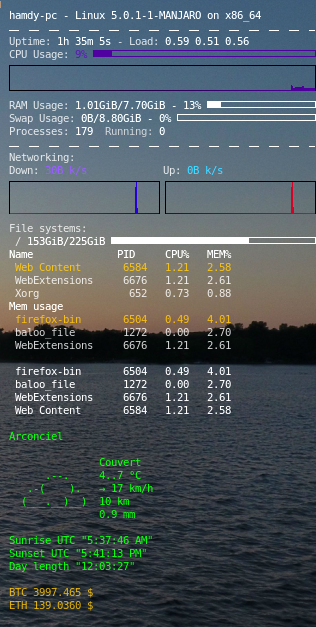 hamdy-pc - Linux 5.0.1-1-MANJARO on x86_64
Uptime: 1h 35m 5s - Load: 0.59 0.51 0.56
CPU Usage: 9%
RAM Usage: 1.01GiB/7.70GiB - 13%
Swap Usage: 0B/8.80GiB - 0%
Processes: 179  Running: 0
Networking:
Down: 300 k/s  Up: 0B k/s
File systems:
/ 153GiB/225GiB
Name PID CPU% MEM%
Web Content 6584 1.21 2.58
WebExtensions 6676 1.21 2.61
Xorg 652 0.73 0.88
Mem usage
firefox-bin 6504 0.49 4.01
baloo_file 1272 0.00 2.70
WebExtensions 6676 1.21 2.61
firefox-bin 6504 0.49 4.01
baloo_file 1272 0.00 2.70
WebExtensions 6676 1.21 2.61
Web Content 6584 1.21 2.58
Arconciel
Couvert
4..7 °C
→ 17 km/h
10 km
0.9 mm
Sunrise UTC "5:37:46 AM"
Sunset UTC "5:41:13 PM"
Day length "12:03:27"
BTC 3997.465 $
ETH 139.0360 $